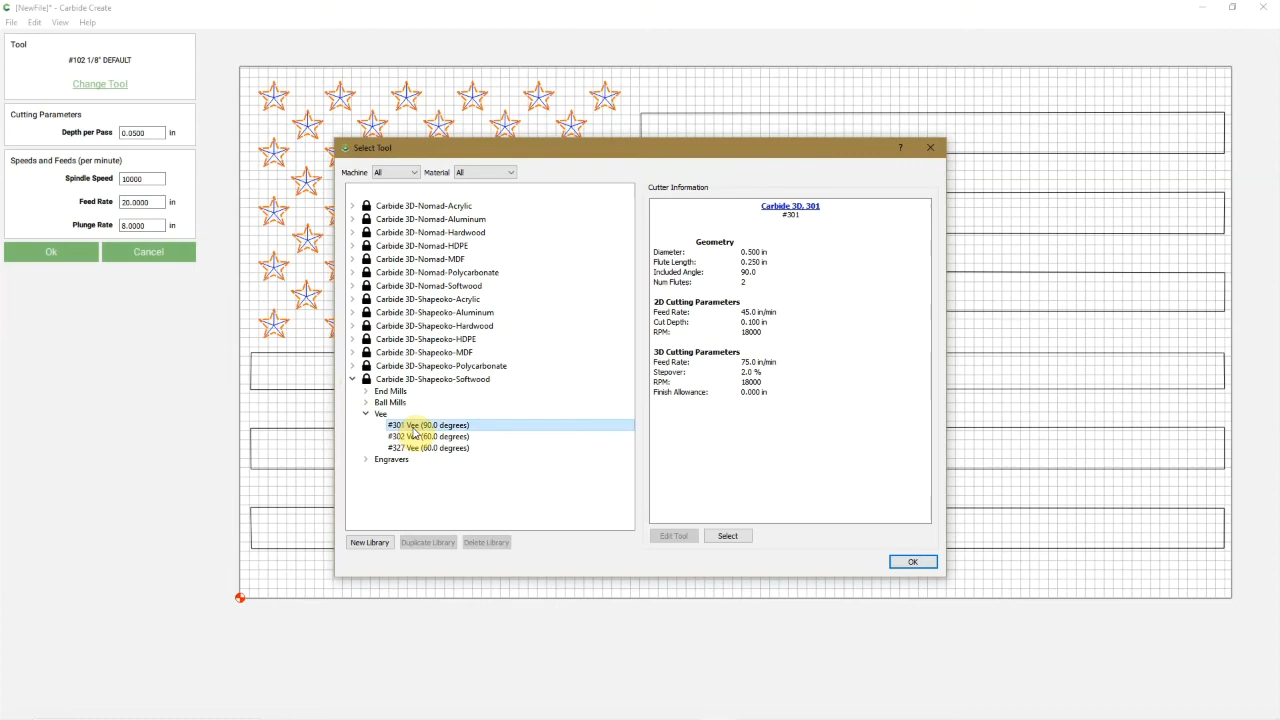 [NewFile]* - Carbide Create
File Edit View Help
Tool
#102 1/8" DEFAULT
Change Tool
Cutting Parameters
Depth per Pass 0.0500 in
Speeds and Feeds (per minute)
Spindle Speed 10000
Feed Rate 20.0000 in
Plunge Rate 8.0000 in
Ok Cancel
Select Tool ?
Machine All Material All
Carbide 3D-Nomad-Acrylic
Carbide 3D-Nomad-Aluminum
Carbide 3D-Nomad-Hardwood
Carbide 3D-Nomad-HDPE
Carbide 3D-Nomad-MDF
Carbide 3D-Nomad-Polycarbonate
Carbide 3D-Nomad-Softwood
Carbide 3D-Shapeoko-Acrylic
Carbide 3D-Shapeoko-Aluminum
Carbide 3D-Shapeoko-Hardwood
Carbide 3D-Shapeoko-HDPE
Carbide 3D-Shapeoko-MDF
Carbide 3D-Shapeoko-Polycarbonate
Carbide 3D-Shapeoko-Softwood
End Mills
Ball Mills
Vee
#301 Vee (90.0 degrees)
#302 Vee (60.0 degrees)
#327 Vee (60.0 degrees)
Engravers
New Library Duplicate Library Delete Library
Cutter Information
Carbide 3D, 301
#301
Geometry
Diameter: 0.500 in
Flute Length: 0.250 in
Included Angle: 90.0
Num Flutes: 2
2D Cutting Parameters
Feed Rate: 45.0 in/min
Cut Depth: 0.100 in
RPM: 18000
3D Cutting Parameters
Feed Rate: 75.0 in/min
Stepover: 2.0 %
RPM: 18000
Finish Allowance: 0.000 in
Edit Tool Select
OK